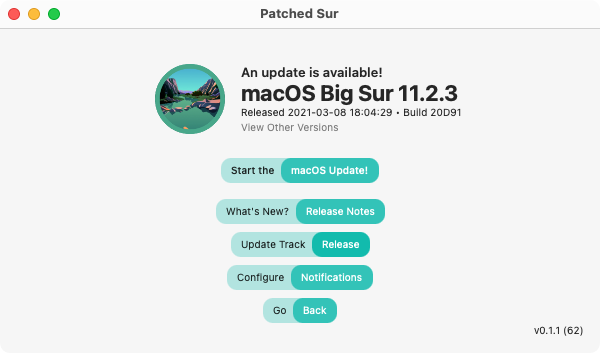 Patched Sur
An update is available!
macOS Big Sur 11.2.3
Released 2021-03-08 18:04:29 • Build 20D91
View Other Versions
Start the macOS Update!
What's New? Release Notes
Update Track Release
Configure Notifications
Go Back
v0.1.1 (62)